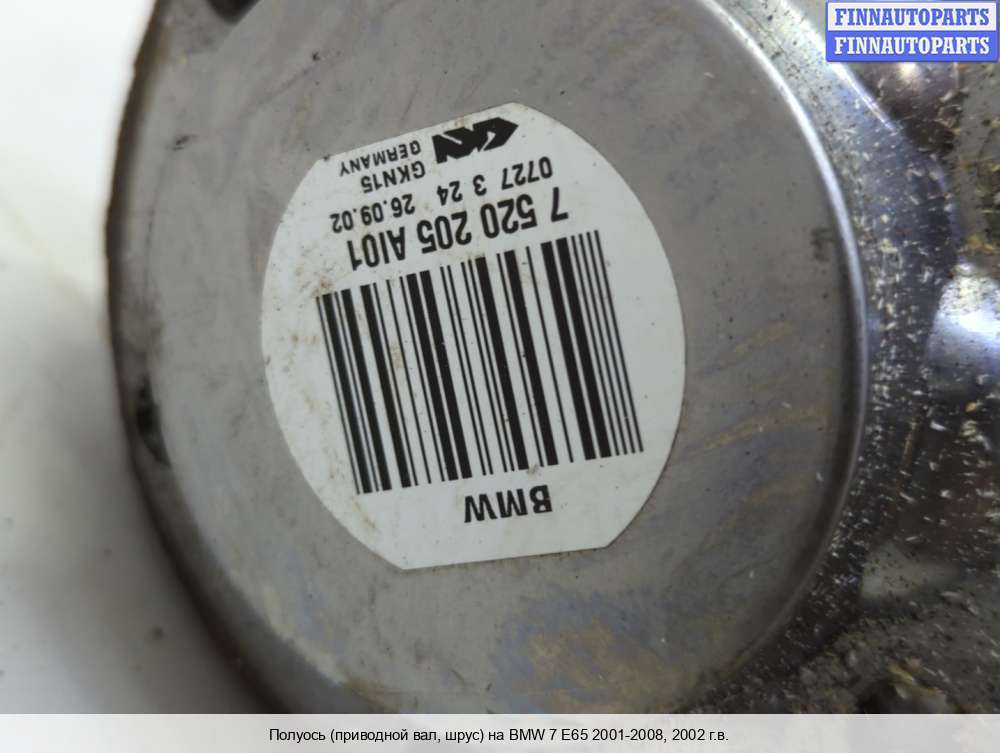 FINNAUTOPARTS
FINNAUTOPARTS
BMW
7 520 205 AI01
0727 3 24 26.09.02
GKN15
GERMANY
GKN
Полуось (приводной вал, шрус) на BMW 7 E65 2001-2008, 2002 г.в.